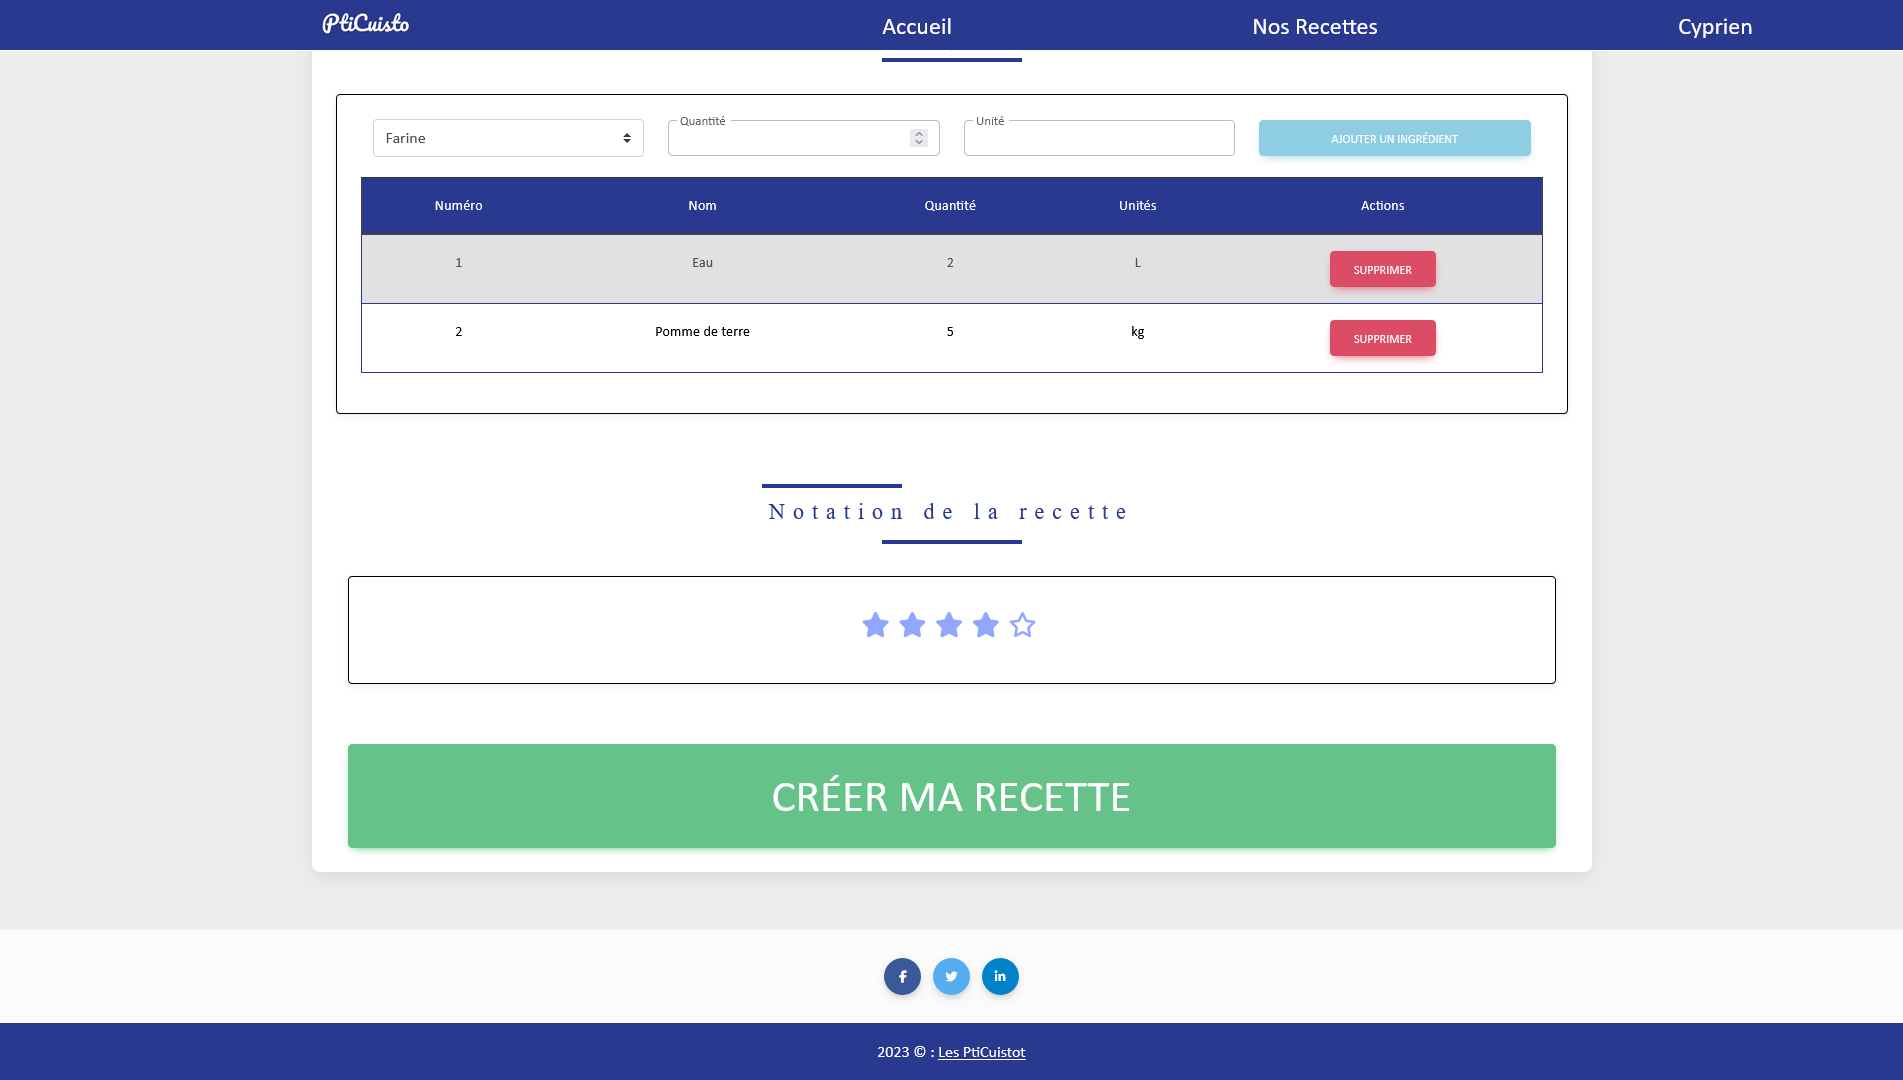 PtiCuisto Accueil Nos Recettes Cyprien
Quantité Unité
Farine AJOUTER UN INGRÉDIENT
Numéro Nom Quantité Unités Actions
1 Eau 2 L SUPPRIMER
2 Pomme de terre 5 kg SUPPRIMER
Notation de la recette
CRÉER MA RECETTE
2023 © : Les PtiCuistot